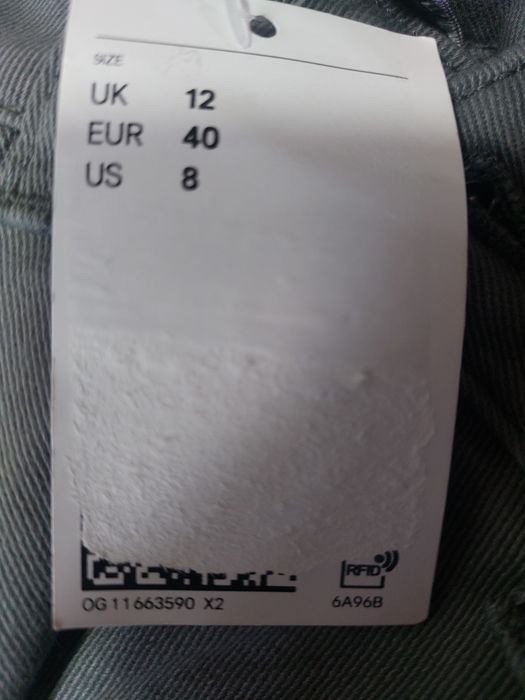 SIZE
UK 12
EUR 40
US 8
RFID
OG 11663590 X2 6A96B